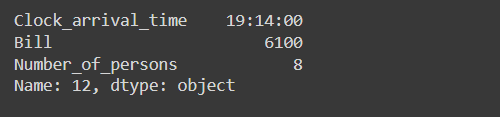 Clock_arrival_time    19:14:00
Bill                      6100
Number_of_persons            8
Name: 12, dtype: object